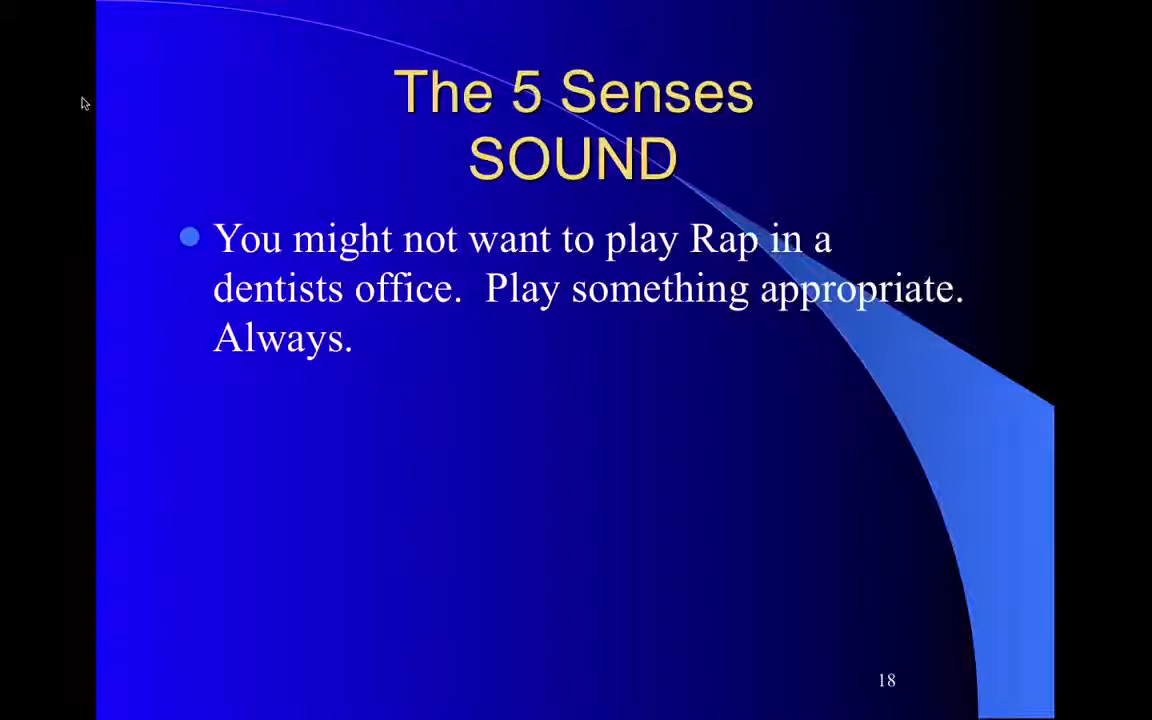 The 5 Senses
SOUND
You might not want to play Rap in a
dentists office.  Play something appropriate.
Always.
18